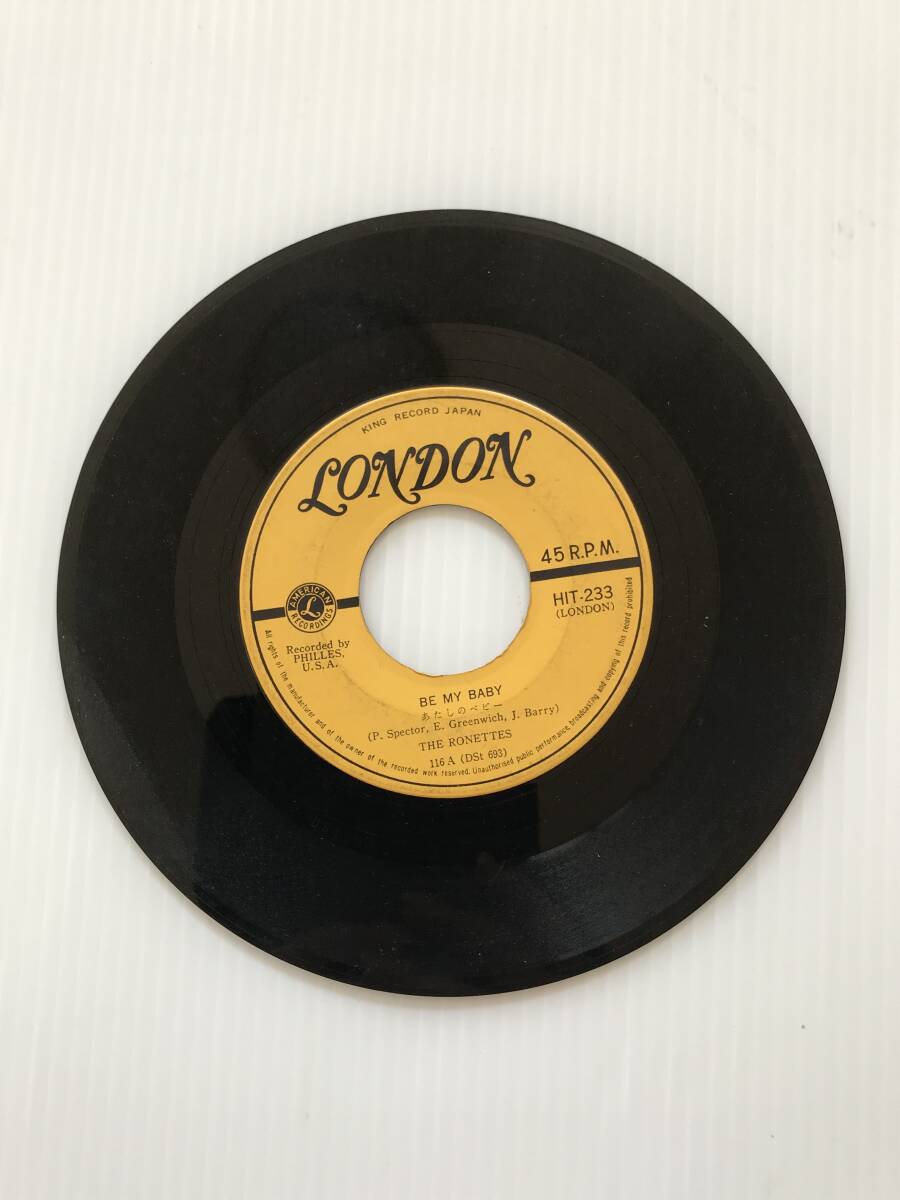 KING RECORD JAPAN
LONDON
45 R.P.M.
HIT-233
(LONDON)
AMERICAN
L
RECORDINGS
Recorded by
PHILLES,
U.S.A.
BE MY BABY
あたしのベビー
(P. Spector, E. Greenwich, J. Barry)
THE RONETTES
116 A (DSt 693)
All rights of the manufacturer and of the owner of the recorded work reserved. Unauthorised public performance, broadcasting and copying of this record prohibited